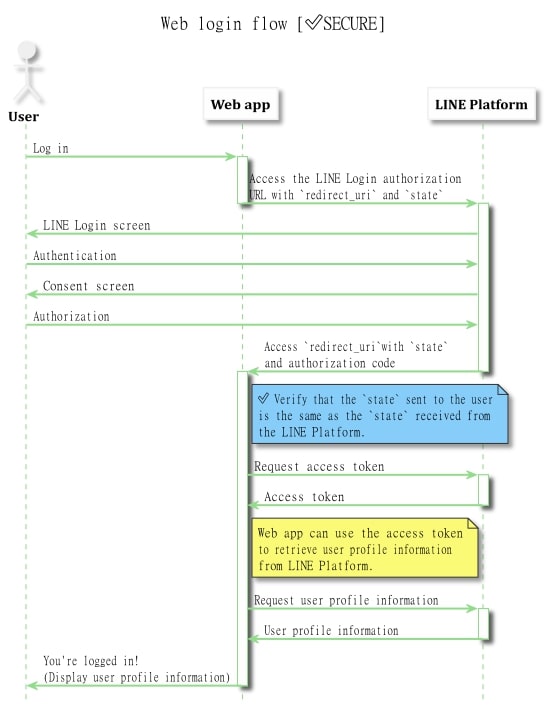 Web login flow [✅SECURE]
User
Web app
LINE Platform
Log in
Access the LINE Login authorization
URL with `redirect_uri` and `state`
LINE Login screen
Authentication
Consent screen
Authorization
Access `redirect_uri`with `state`
and authorization code
✅ Verify that the `state` sent to the user
is the same as the `state` received from
the LINE Platform.
Request access token
Access token
Web app can use the access token
to retrieve user profile information
from LINE Platform.
Request user profile information
User profile information
You're logged in!
(Display user profile information)